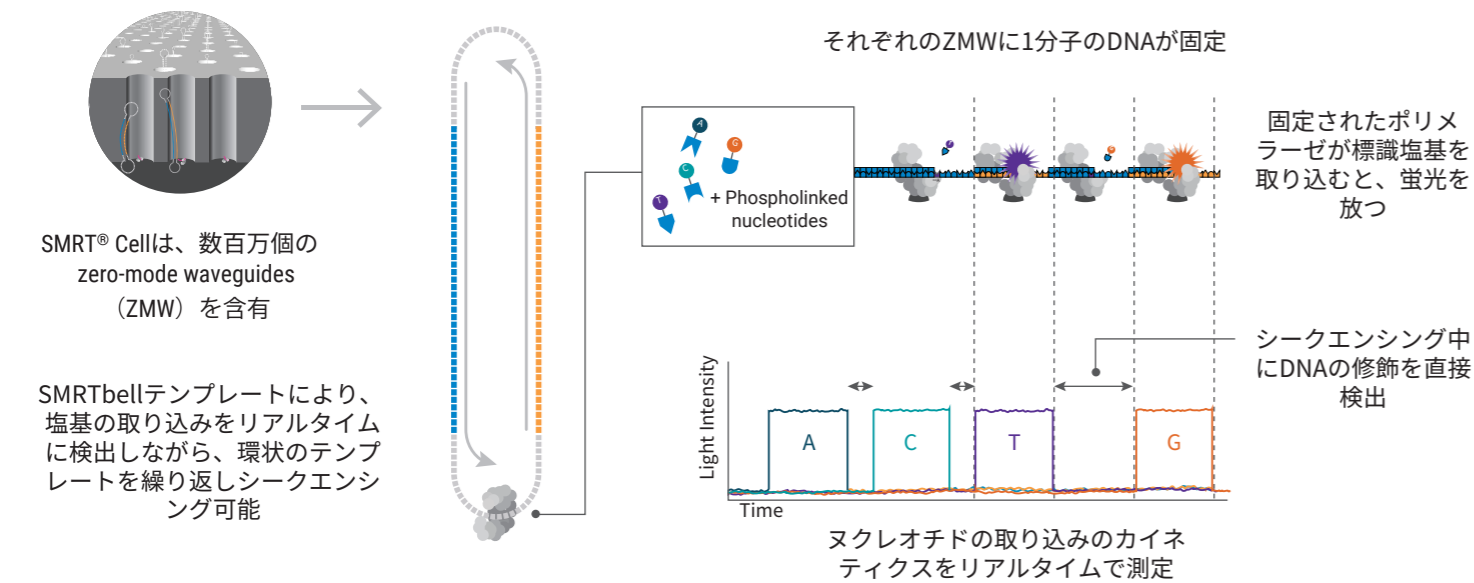 SMRT® Cellは、数百万個の
zero-mode waveguides
（ZMW）を含有
SMRTbellテンプレートにより、
塩基の取り込みをリアルタイム
に検出しながら、環状のテンプ
レートを繰り返しシークエンシ
ング可能
それぞれのZMWに1分子のDNAが固定
A
G
C
T
+ Phospholinked
nucleotides
固定されたポリメ
ラーゼが標識塩基を
取り込むと、蛍光を
放つ
シークエンシング中
にDNAの修飾を直接
検出
Light Intensity
A
C
T
G
Time
ヌクレオチドの取り込みのカイネ
ティクスをリアルタイムで測定